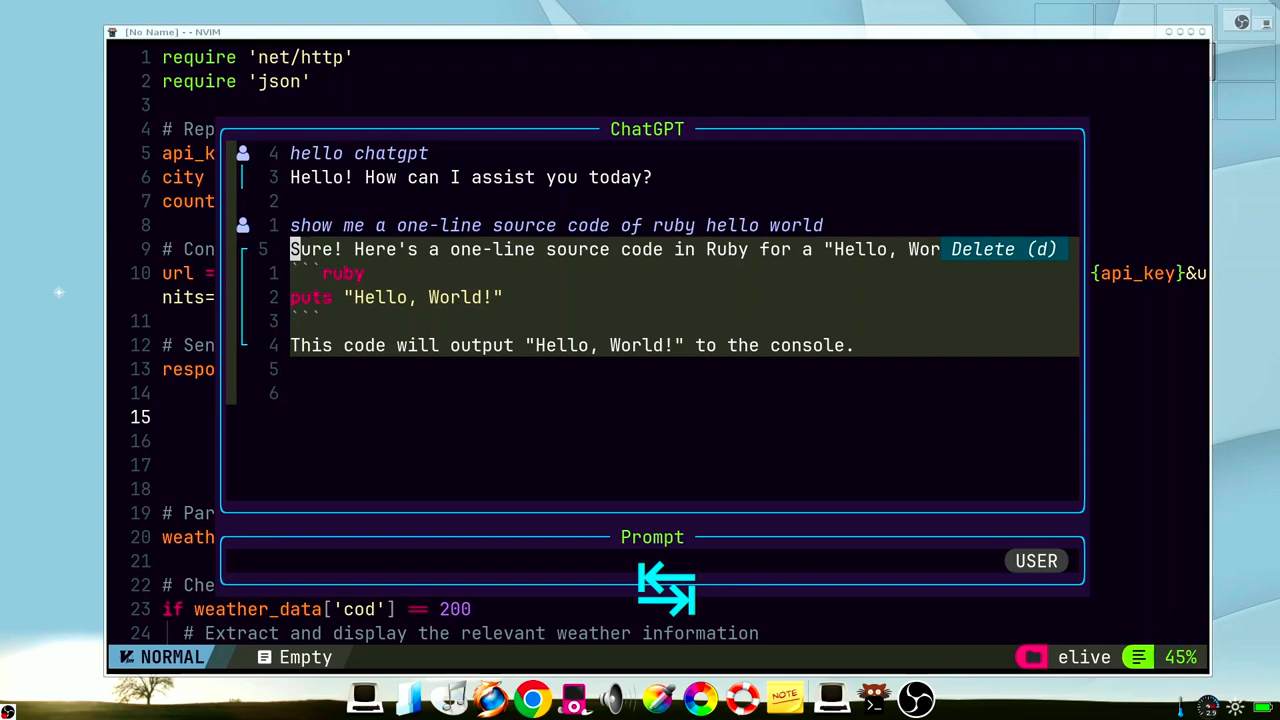 [No Name] - - NVIM
1 require 'net/http'
2 require 'json'
3
4 # Rep
5 api_k
6 city
7 count
8
9 # Con
10 url = {api_key}&u
nits=
11
12 # Sen
13 respo
14
15
16
17
18
19 # Par
20 weath
21
22 # Che
23 if weather_data['cod'] == 200
24 # Extract and display the relevant weather information
ChatGPT
4 hello chatgpt
3 Hello! How can I assist you today?
2
1 show me a one-line source code of ruby hello world
5 Sure! Here's a one-line source code in Ruby for a "Hello, Wor Delete (d)
1 ```ruby
2 puts "Hello, World!"
3 ```
4 This code will output "Hello, World!" to the console.
5
6
Prompt
USER
NORMAL Empty elive 45%
NOTE
2.9